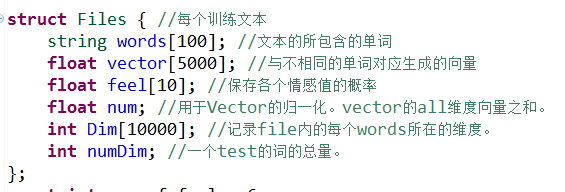 struct Files { //每个训练文本
string words[100]; //文本的所包含的单词
float vector[5000]; //与不相同的单词对应生成的向量
float feel[10]; //保存各个情感值的概率
float num; //用于Vector的归一化。vector的all维度向量之和。
int Dim[10000]; //记录file内的每个words所在的维度。
int numDim; //一个test的词的总量。
};